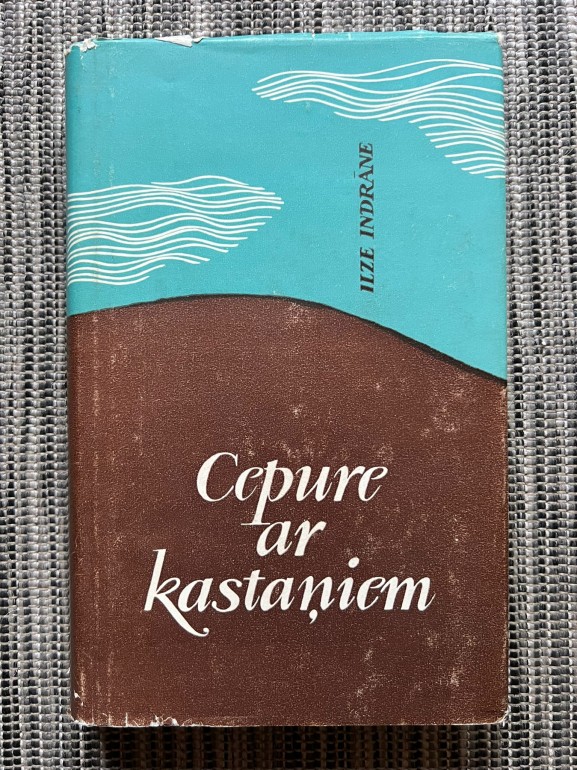 ILZE INDRĀNE
Cepure
ar
kastaņiem